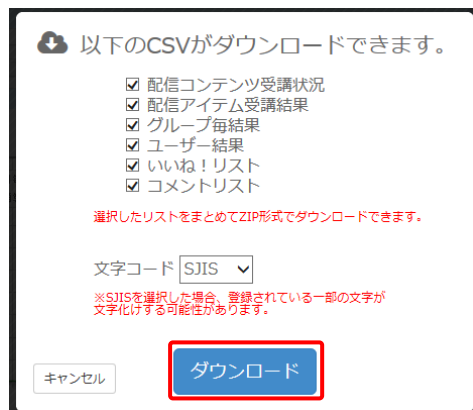 以下のCSVがダウンロードできます。
配信コンテンツ受講状況
配信アイテム受講結果
グループ毎結果
ユーザー結果
いいね！リスト
コメントリスト
選択したリストをまとめてZIP形式でダウンロードできます。
文字コード SJIS
※SJISを選択した場合、登録されている一部の文字が
文字化けする可能性があります。
キャンセル
ダウンロード